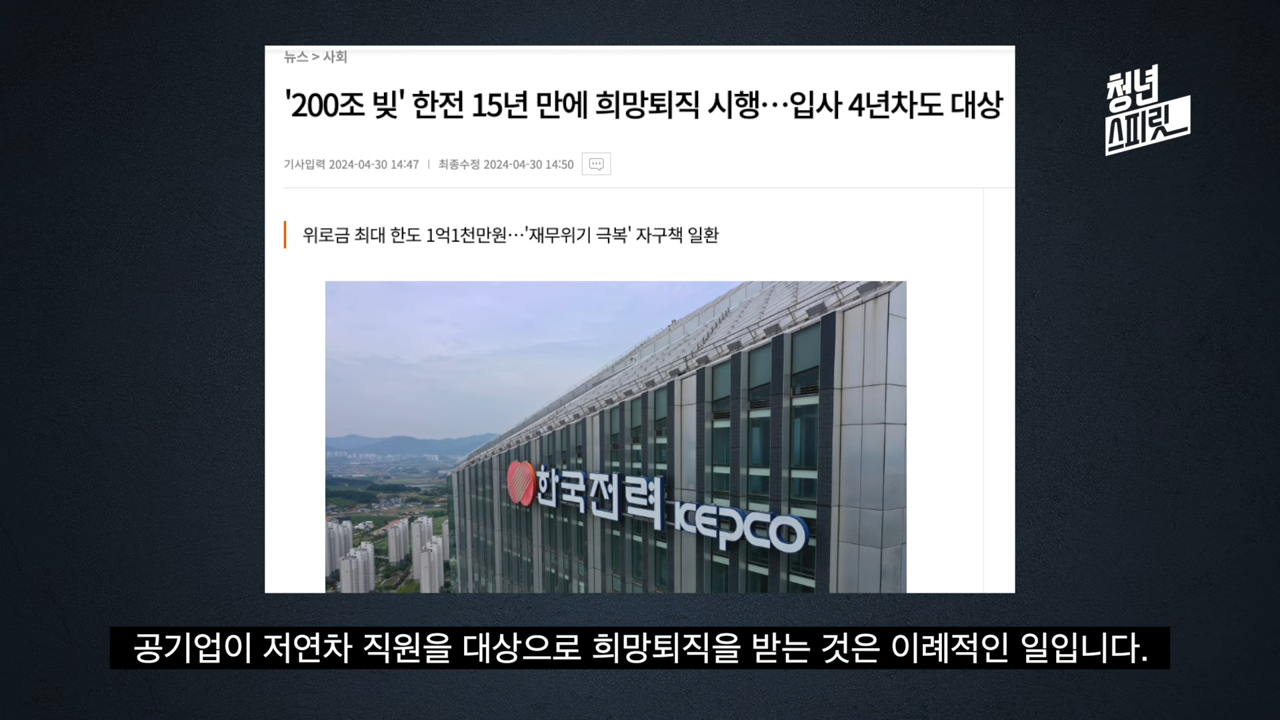 뉴스 > 사회
'200조 빚' 한전 15년 만에 희망퇴직 시행…입사 4년차도 대상
청년
스피릿
기사입력 2024-04-30 14:47 | 최종수정 2024-04-30 14:50
위로금 최대 한도 1억1천만원…'재무위기 극복' 자구책 일환
한국전력 KEPCO
공기업이 저연차 직원을 대상으로 희망퇴직을 받는 것은 이례적인 일입니다.